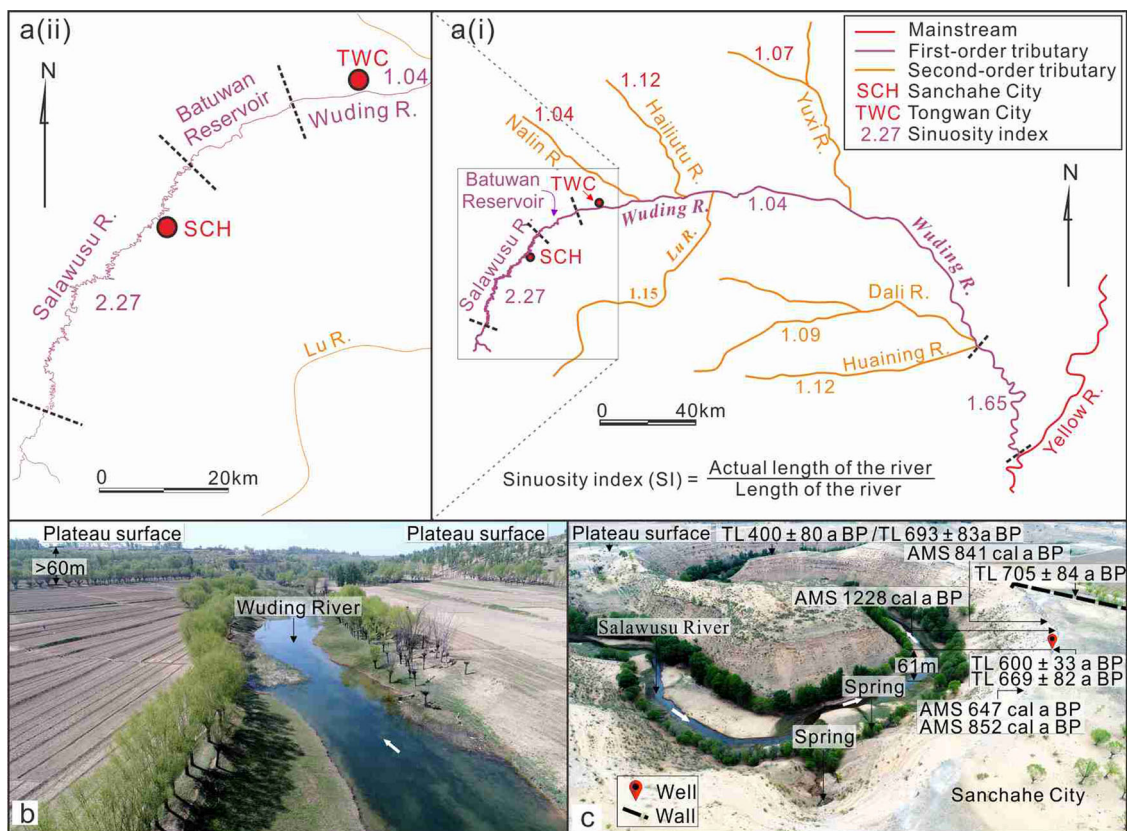 a(ii)
N
TWC
1.04
Wuding R.
Batuwan
Reservoir
SCH
Salawusu R.
2.27
Lu R.
0 20km
a(i)
1.07
1.12
1.04
Nalin R.
Hailiutu R.
Yuxi R.
Mainstream
First-order tributary
Second-order tributary
SCH Sanchahe City
TWC Tongwan City
2.27 Sinuosity index
N
Batuwan
Reservoir
TWC
Wuding R.
1.04
Salawusu R.
SCH
Lu R.
Wuding R.
2.27
1.15
Dali R.
1.09
Huaining R.
1.12
1.65
Yellow R.
0 40km
Sinuosity index (SI) = Actual length of the river
Length of the river
Plateau surface
Plateau surface
>60m
Wuding River
b
Plateau surface
TL 400 ± 80 a BP /TL 693 ± 83a BP
AMS 841 cal a BP
TL 705 ± 84 a BP
AMS 1228 cal a BP
Salawusu River
61m
TL 600 ± 33 a BP
TL 669 ± 82 a BP
Spring
AMS 647 cal a BP
AMS 852 cal a BP
Spring
Well
Wall
Sanchahe City
c